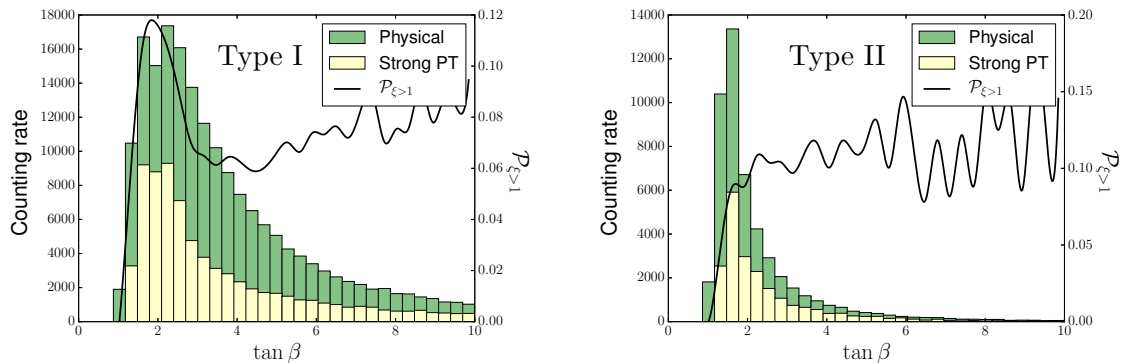 Type I
Physical
Strong PT
𝒫ξ>1
Counting rate
18000
16000
14000
12000
10000
8000
6000
4000
2000
0
0 2 4 6 8 10
tan β
0.12
0.10
0.08
0.06
0.04
0.02
0.00
𝒫ξ>1
Type II
Physical
Strong PT
𝒫ξ>1
Counting rate
14000
12000
10000
8000
6000
4000
2000
0
0 2 4 6 8 10
tan β
0.20
0.15
0.10
0.05
0.00
𝒫ξ>1